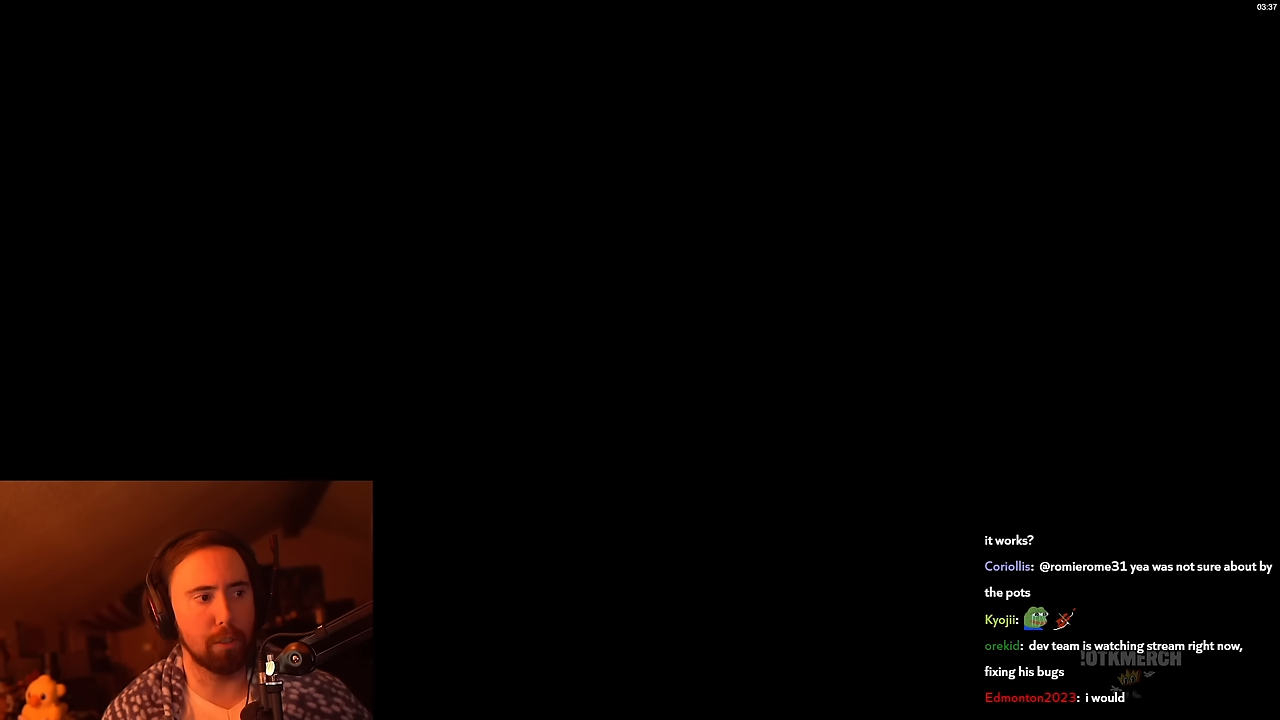 03:37
it works?
Coriollis: @romierome31 yea was not sure about by
the pots
Kyojii:
orekid: dev team is watching stream right now,
!OTKMERCH
fixing his bugs
Edmonton2023: i would